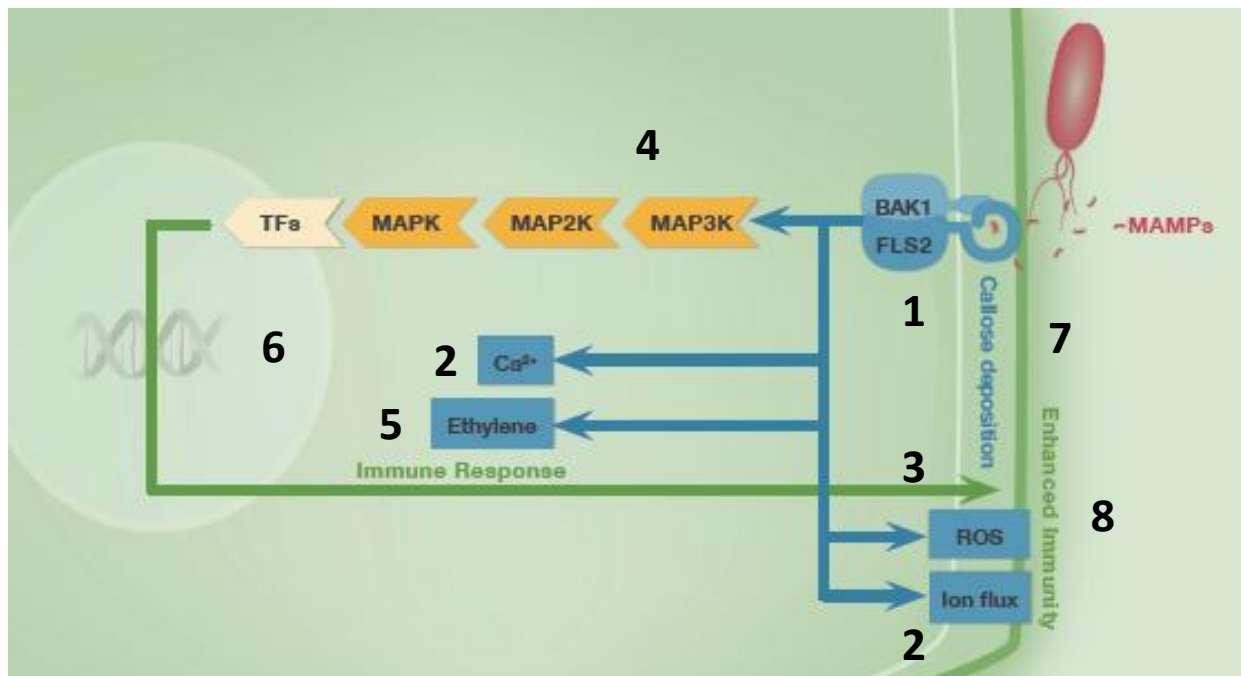 4
TFs
MAPK
MAP2K
MAP3K
BAK1
FLS2
~MAMPs
1
Callose deposition
7
6
2
Ca²⁺
5
Ethylene
Immune Response
3
Enhanced Immunity
8
ROS
Ion flux
2